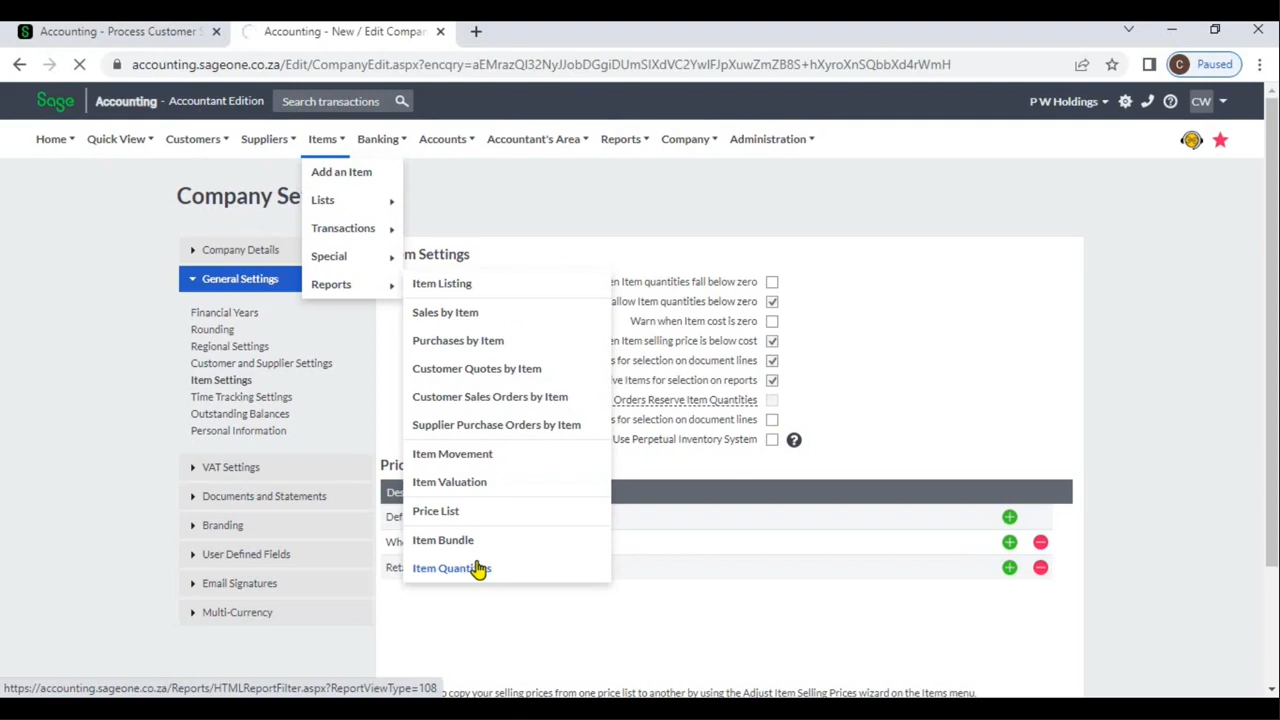 Accounting - Process Customer S
Accounting - New / Edit Compan
accounting.sageone.co.za/Edit/CompanyEdit.aspx?encqry=aEMrazQl32NyJJobDGgiDUmSlXdVC2YwIFJpXuwZmZB8S+hXyroXnSQbbXd4rWmH
C Paused
Sage Accounting - Accountant Edition Search transactions
P W Holdings CW
Home Quick View Customers Suppliers Items Banking Accounts Accountant's Area Reports Company Administration
Add an Item
Lists
Transactions
Special
Reports
Company Se
Company Details
General Settings
Financial Years
Rounding
Regional Settings
Customer and Supplier Settings
Item Settings
Time Tracking Settings
Outstanding Balances
Personal Information
VAT Settings
Documents and Statements
Branding
User Defined Fields
Email Signatures
Multi-Currency
m Settings
Item Listing
Sales by Item
Purchases by Item
Customer Quotes by Item
Customer Sales Orders by Item
Supplier Purchase Orders by Item
Item Movement
Item Valuation
Price List
Item Bundle
Item Quantities
en Item quantities fall below zero
allow Item quantities below zero
Warn when Item cost is zero
en Item selling price is below cost
s for selection on document lines
ve Items for selection on reports
Orders Reserve Item Quantities
s for selection on document lines
Use Perpetual Inventory System ?
Pric
Des
Def
Who
Reta
copy your selling prices from one price list to another by using the Adjust Item Selling Prices wizard on the Items menu.
https://accounting.sageone.co.za/Reports/HTMLReportFilter.aspx?ReportViewType=108